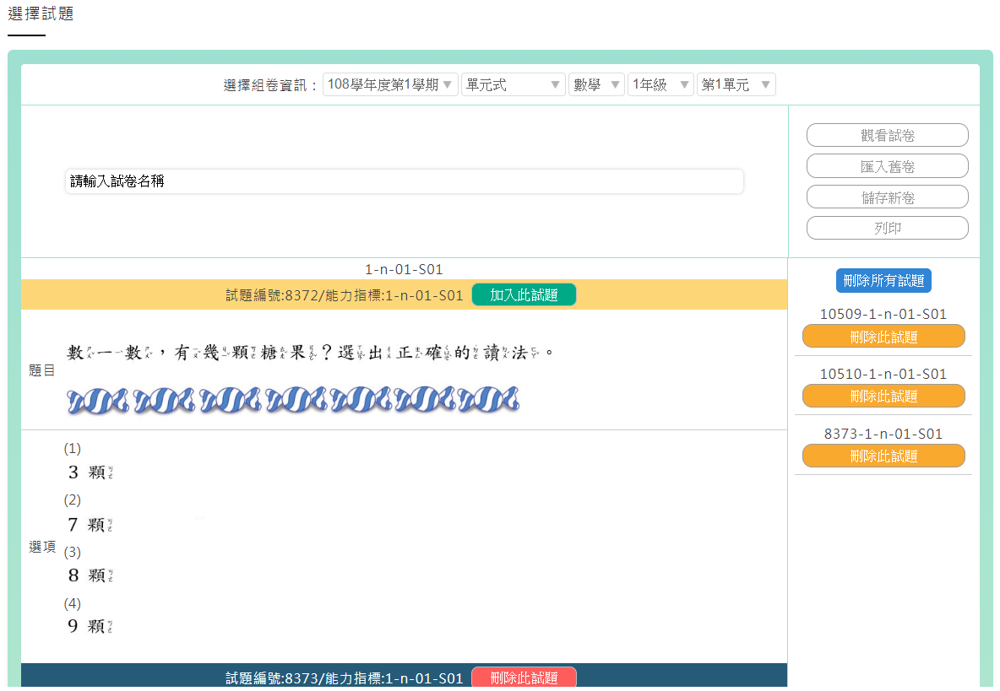 選擇試題
選擇組卷資訊： 108學年度第1學期 單元式 數學 1年級 第1單元
請輸入試卷名稱
觀看試卷
匯入舊卷
儲存新卷
列印
1-n-01-S01
試題編號:8372/能力指標:1-n-01-S01 加入此試題
題目
數一數，有幾顆糖果？選出正確的讀法。
選項
(1)
3 顆
(2)
7 顆
(3)
8 顆
(4)
9 顆
試題編號:8373/能力指標:1-n-01-S01 刪除此試題
刪除所有試題
10509-1-n-01-S01
刪除此試題
10510-1-n-01-S01
刪除此試題
8373-1-n-01-S01
刪除此試題